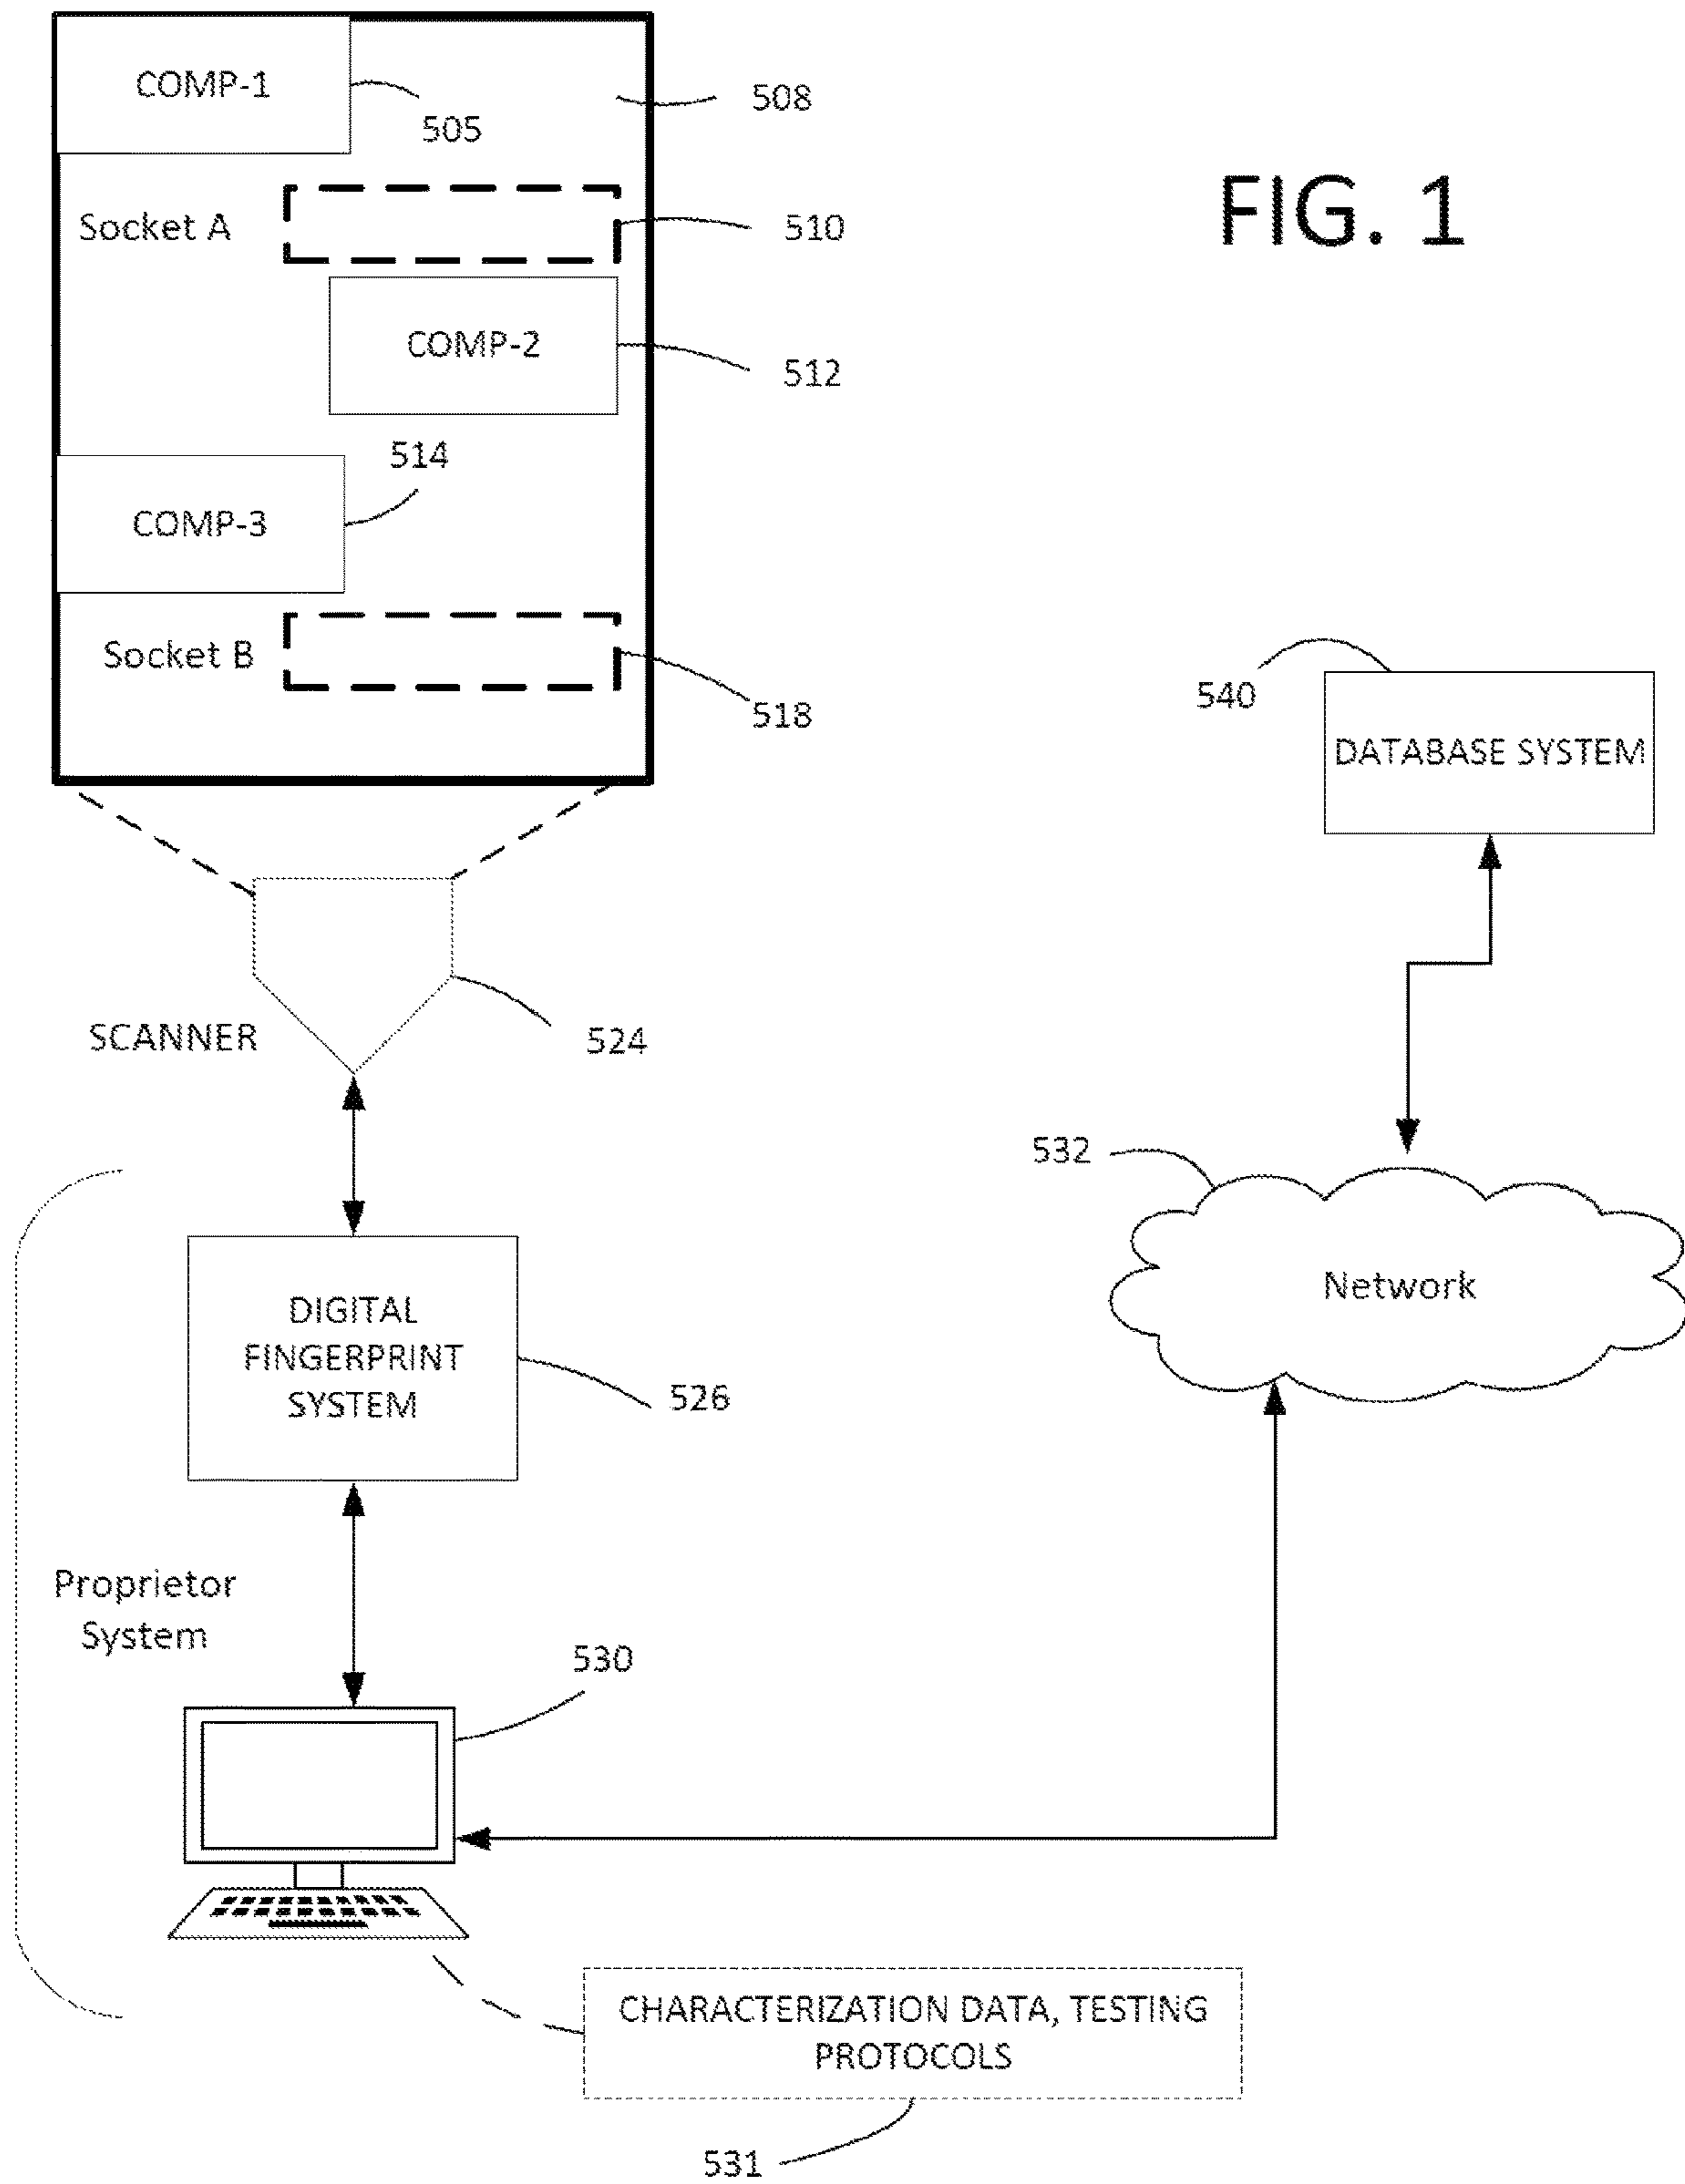 COMP-1
505
508
FIG. 1
Socket A
510
COMP-2
512
514
COMP-3
Socket B
518
540
DATABASE SYSTEM
SCANNER
524
532
Network
DIGITAL
FINGERPRINT
SYSTEM
526
Proprietor
System
530
CHARACTERIZATION DATA, TESTING
PROTOCOLS
531